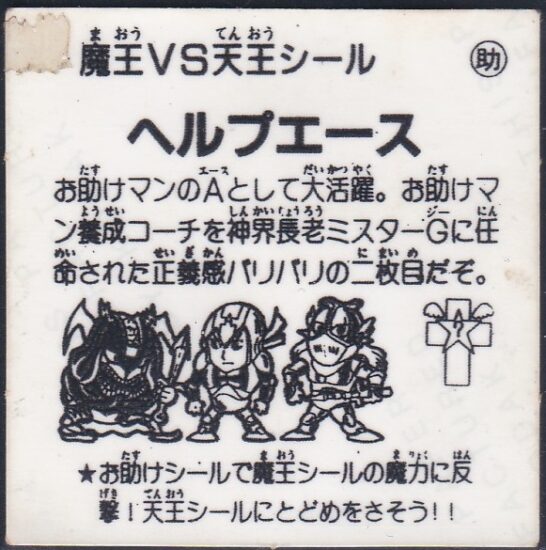 魔王VS天王シール
助
ヘルプエース
お助けマンのAとして大活躍。お助けマ
ン養成コーチを神界長老ミスターGに任
命された正義感バリバリの二枚目だぞ。
★お助けシールで魔王シールの魔力に反
撃!天王シールにとどめをさそう!!